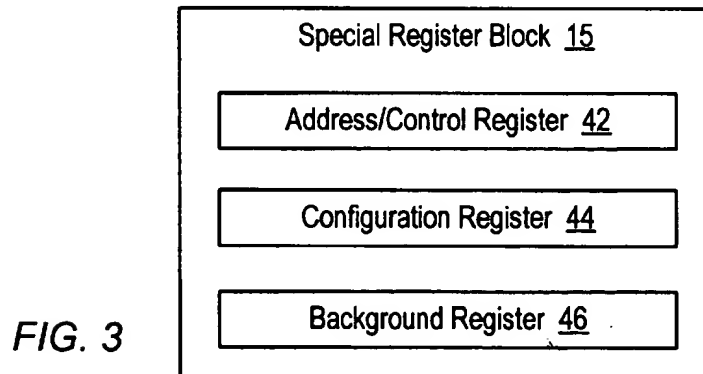 Special Register Block 15
Address/Control Register 42
Configuration Register 44
Background Register 46
FIG. 3